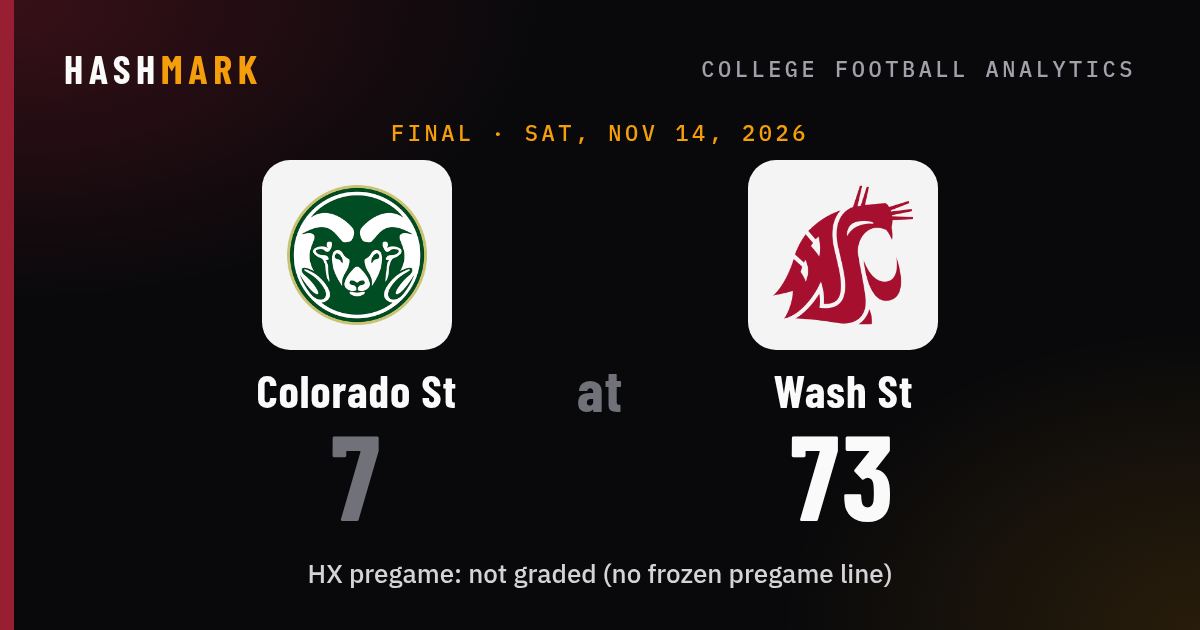 HASHMARK
COLLEGE FOOTBALL ANALYTICS
FINAL · SAT, NOV 14, 2026
WSC
Colorado St
at
Wash St
7
73
HX pregame: not graded (no frozen pregame line)